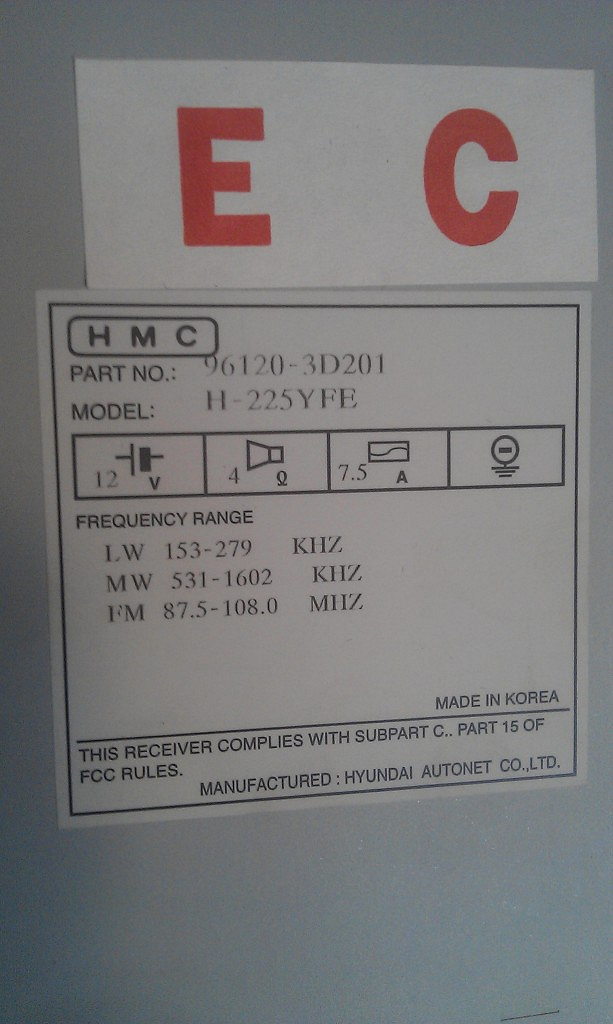 E C
HMC
PART NO.: 96120-3D201
MODEL: H-225YFE
12 V 4 Ω 7.5 A
FREQUENCY RANGE
LW 153-279 KHZ
MW 531-1602 KHZ
FM 87.5-108.0 MHZ
MADE IN KOREA
THIS RECEIVER COMPLIES WITH SUBPART C.. PART 15 OF
FCC RULES.
MANUFACTURED : HYUNDAI AUTONET CO.,LTD.